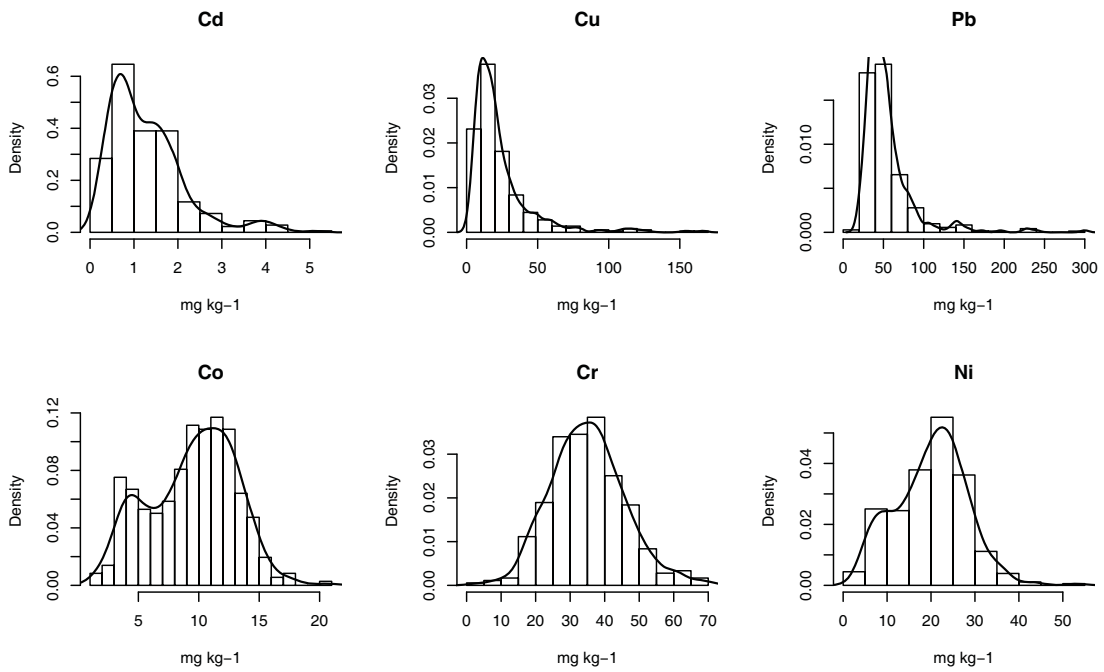 Cd
Density
0.0 0.2 0.4 0.6
0 1 2 3 4 5
mg kg−1
Cu
Density
0.00 0.01 0.02 0.03
0 50 100 150
mg kg−1
Pb
Density
0.000 0.010
0 50 100 150 200 250 300
mg kg−1
Co
Density
0.00 0.04 0.08 0.12
5 10 15 20
mg kg−1
Cr
Density
0.00 0.01 0.02 0.03
0 10 20 30 40 50 60 70
mg kg−1
Ni
Density
0.00 0.02 0.04
0 10 20 30 40 50
mg kg−1